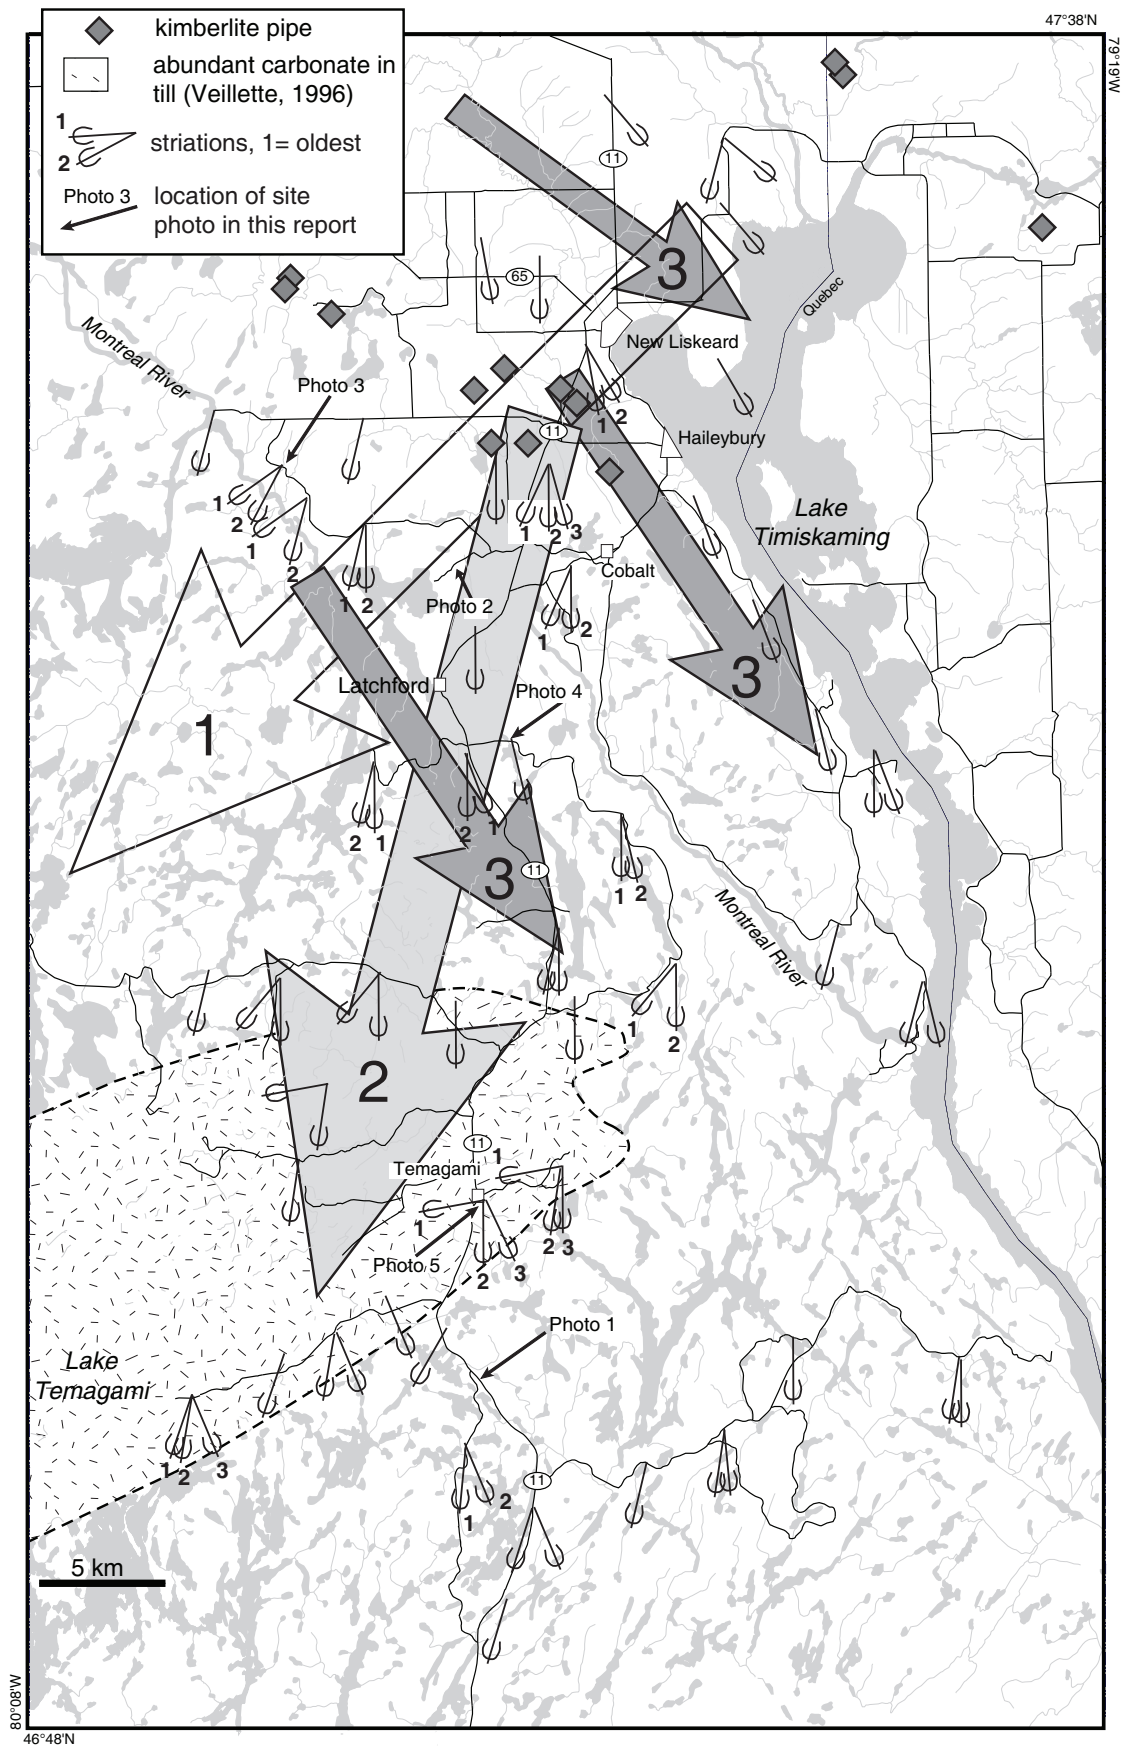 47°38'N
79°19'W
kimberlite pipe
abundant carbonate in
till (Veillette, 1996)
1
2
striations, 1= oldest
Photo 3
location of site
photo in this report
11
3
65
Quebec
New Liskeard
Montreal River
Photo 3
1 2
11
Haileybury
1
2
1
2
1 2 3
Lake
Timiskaming
Cobalt
1 2
Photo 2
1 2
Latchford
Photo 4
3
1
2 1
2 1
3
11
1 2
Montreal River
1
2
2
11
Temagami
1
1
2 3
Photo 5
2 3
Photo 1
Lake
Temagami
1 2 3
2
1
11
5 km
80°08'W
46°48'N